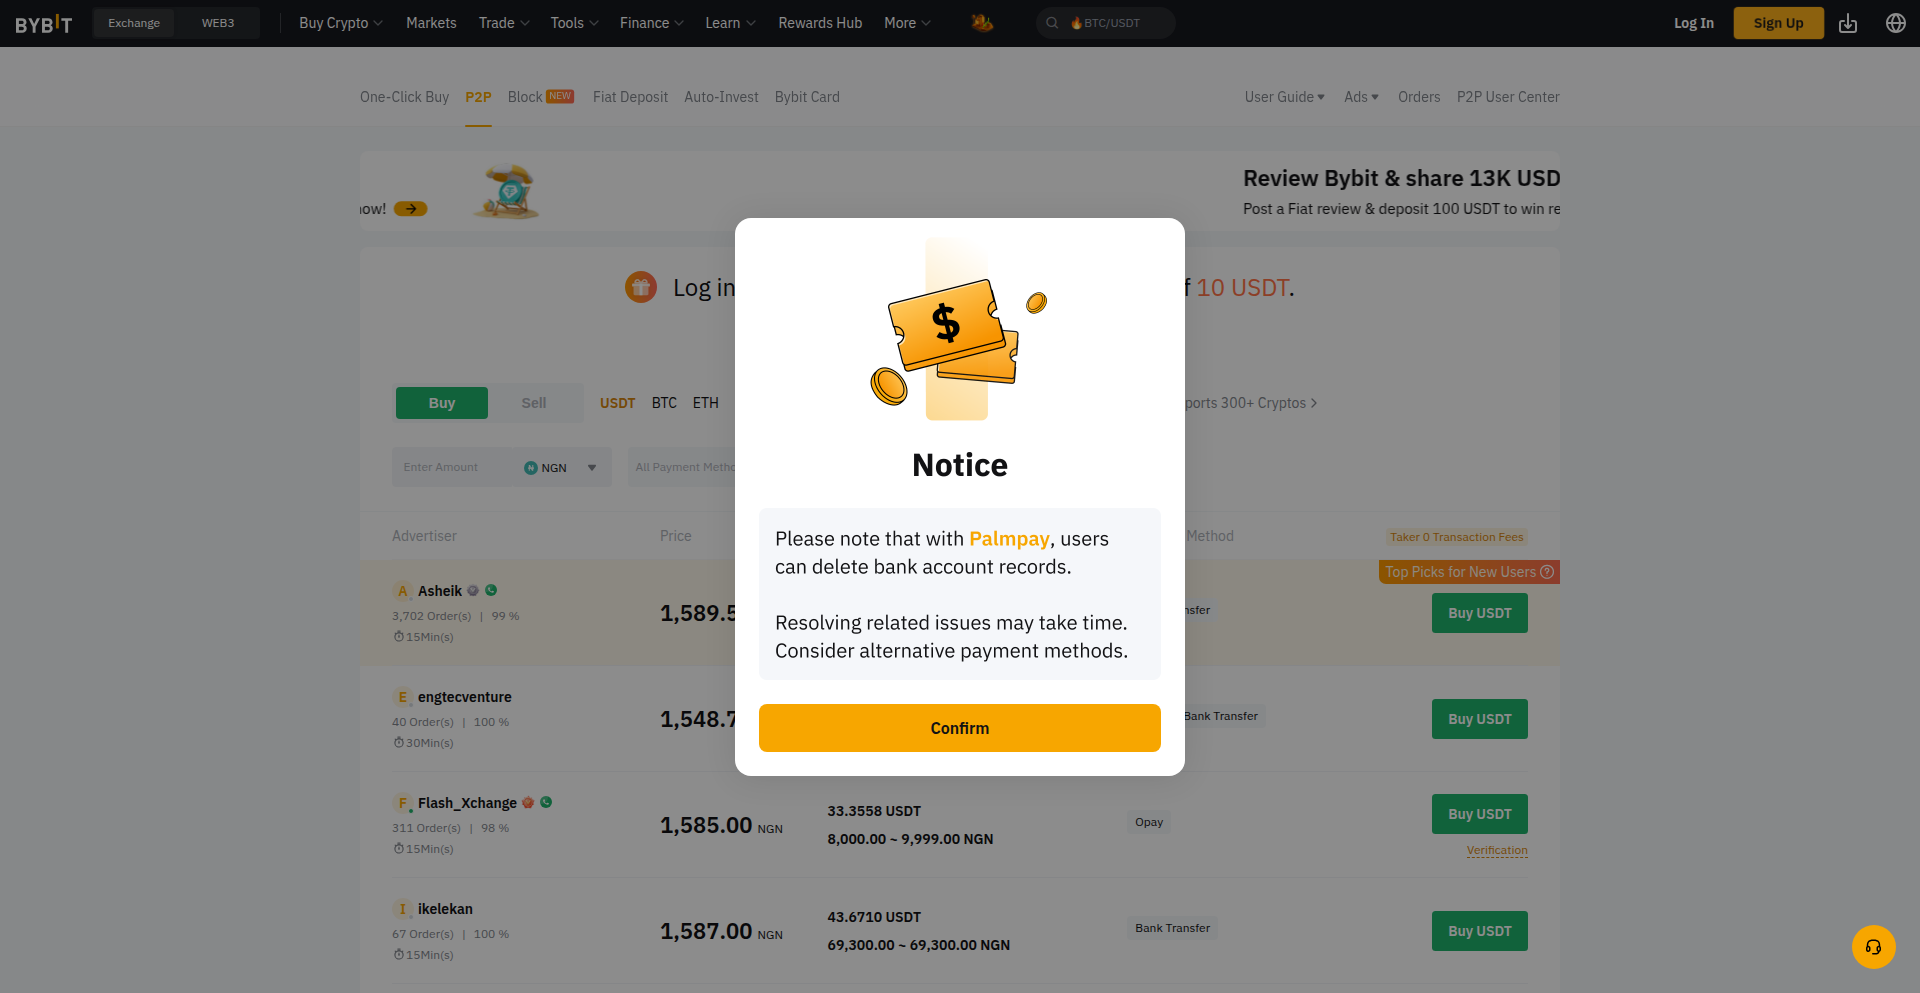 BYBIT Exchange WEB3 Buy Crypto Markets Trade Tools Finance Learn Rewards Hub More 🔥BTC/USDT Log In Sign Up
One-Click Buy P2P Block NEW Fiat Deposit Auto-Invest Bybit Card User Guide Ads Orders P2P User Center
Review Bybit & share 13K USD
now! Post a Fiat review & deposit 100 USDT to win re
Log in f 10 USDT.
$
Buy Sell USDT BTC ETH ports 300+ Cryptos
Enter Amount NGN All Payment Metho
Notice
Please note that with Palmpay, users
can delete bank account records.
Resolving related issues may take time.
Consider alternative payment methods.
Confirm
Advertiser Price Method Taker 0 Transaction Fees
Top Picks for New Users
A Asheik
3,702 Order(s) | 99 %
15Min(s)
1,589.5 nsfer Buy USDT
E engtecventure
40 Order(s) | 100 %
30Min(s)
1,548.7 Bank Transfer Buy USDT
F Flash_Xchange
311 Order(s) | 98 %
15Min(s)
1,585.00 NGN
33.3558 USDT
8,000.00 ~ 9,999.00 NGN
Opay
Buy USDT
Verification
I ikelekan
67 Order(s) | 100 %
15Min(s)
1,587.00 NGN
43.6710 USDT
69,300.00 ~ 69,300.00 NGN
Bank Transfer
Buy USDT